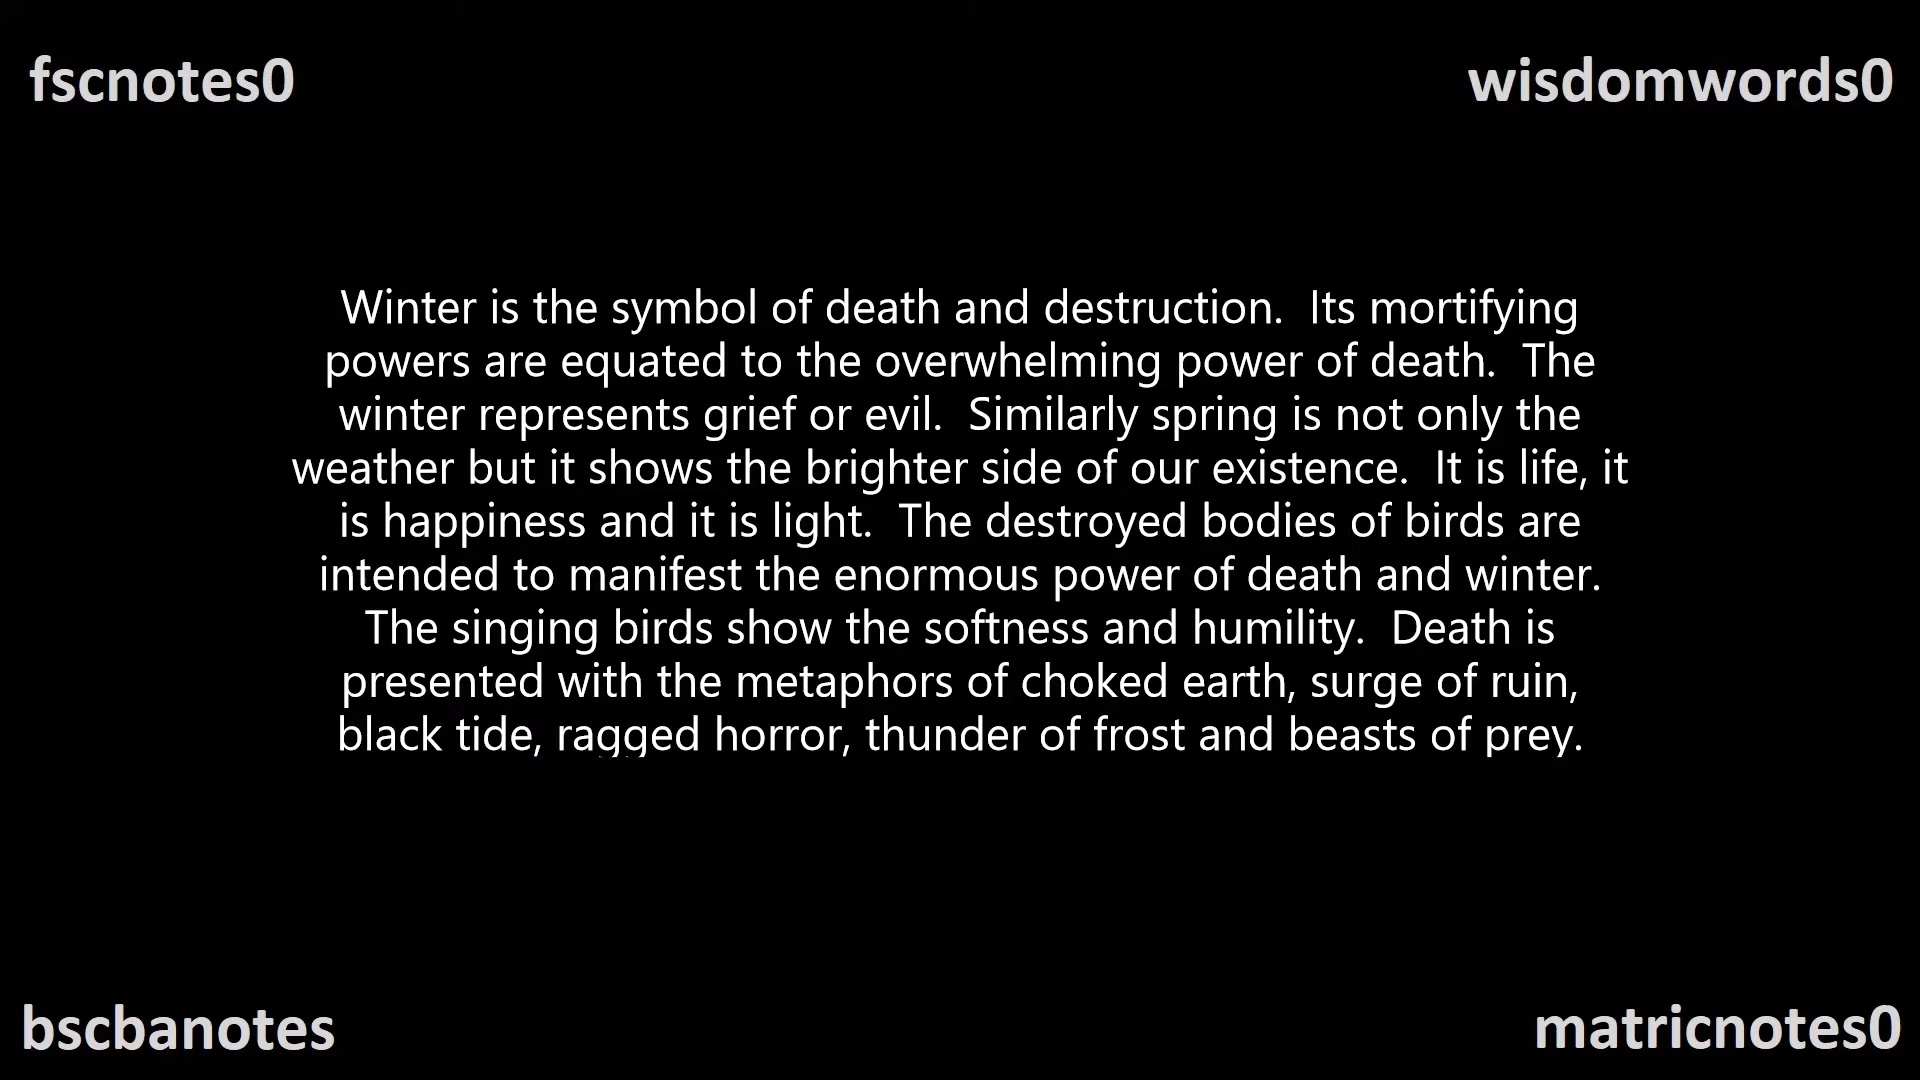 fscnotes0
wisdomwords0
Winter is the symbol of death and destruction.  Its mortifying
powers are equated to the overwhelming power of death.  The
winter represents grief or evil.  Similarly spring is not only the
weather but it shows the brighter side of our existence.  It is life, it
is happiness and it is light.  The destroyed bodies of birds are
intended to manifest the enormous power of death and winter.
The singing birds show the softness and humility.  Death is
presented with the metaphors of choked earth, surge of ruin,
black tide, ragged horror, thunder of frost and beasts of prey.
bscbanotes
matricnotes0